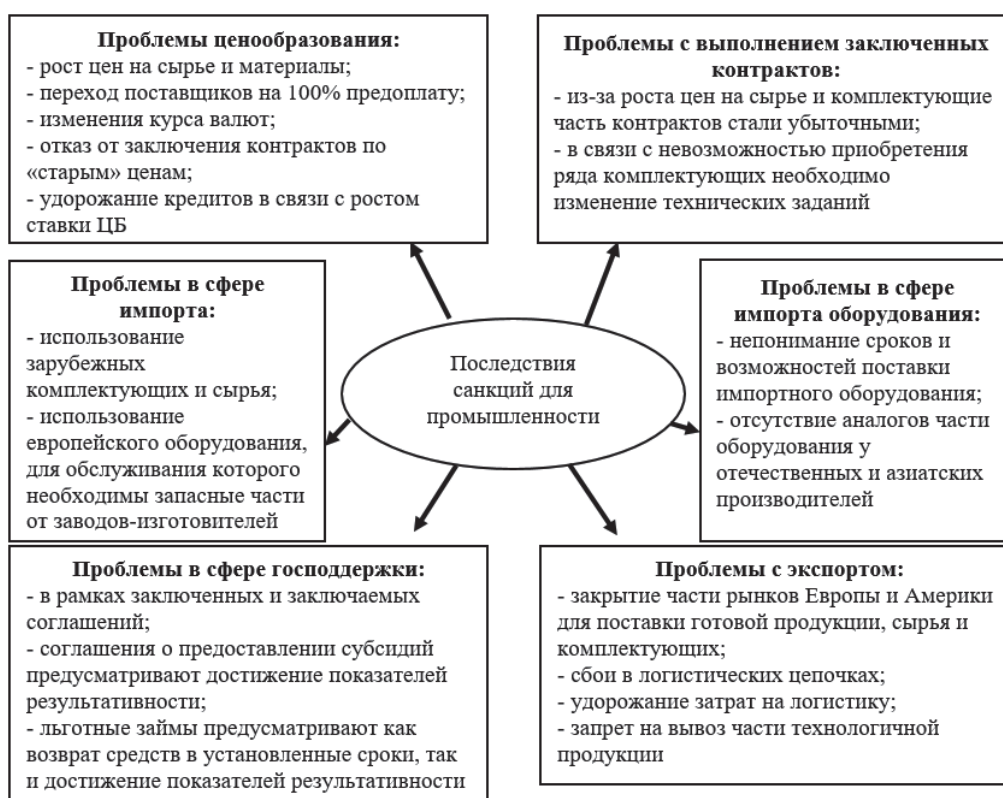 Проблемы ценообразования:
- рост цен на сырье и материалы;
- переход поставщиков на 100% предоплату;
- изменения курса валют;
- отказ от заключения контрактов по
«старым» ценам;
- удорожание кредитов в связи с ростом
ставки ЦБ
Проблемы с выполнением заключенных
контрактов:
- из-за роста цен на сырье и комплектующие
часть контрактов стали убыточными;
- в связи с невозможностью приобретения
ряда комплектующих необходимо
изменение технических заданий
Проблемы в сфере
импорта:
- использование
зарубежных
комплектующих и сырья;
- использование
европейского оборудования,
для обслуживания которого
необходимы запасные части
от заводов-изготовителей
Последствия
санкций для
промышленности
Проблемы в сфере
импорта оборудования:
- непонимание сроков и
возможностей поставки
импортного оборудования;
- отсутствие аналогов части
оборудования у
отечественных и азиатских
производителей
Проблемы в сфере господдержки:
- в рамках заключенных и заключаемых
соглашений;
- соглашения о предоставлении субсидий
предусматривают достижение показателей
результативности;
- льготные займы предусматривают как
возврат средств в установленные сроки, так
и достижение показателей результативности
Проблемы с экспортом:
- закрытие части рынков Европы и Америки
для поставки готовой продукции, сырья и
комплектующих;
- сбои в логистических цепочках;
- удорожание затрат на логистику;
- запрет на вывоз части технологичной
продукции